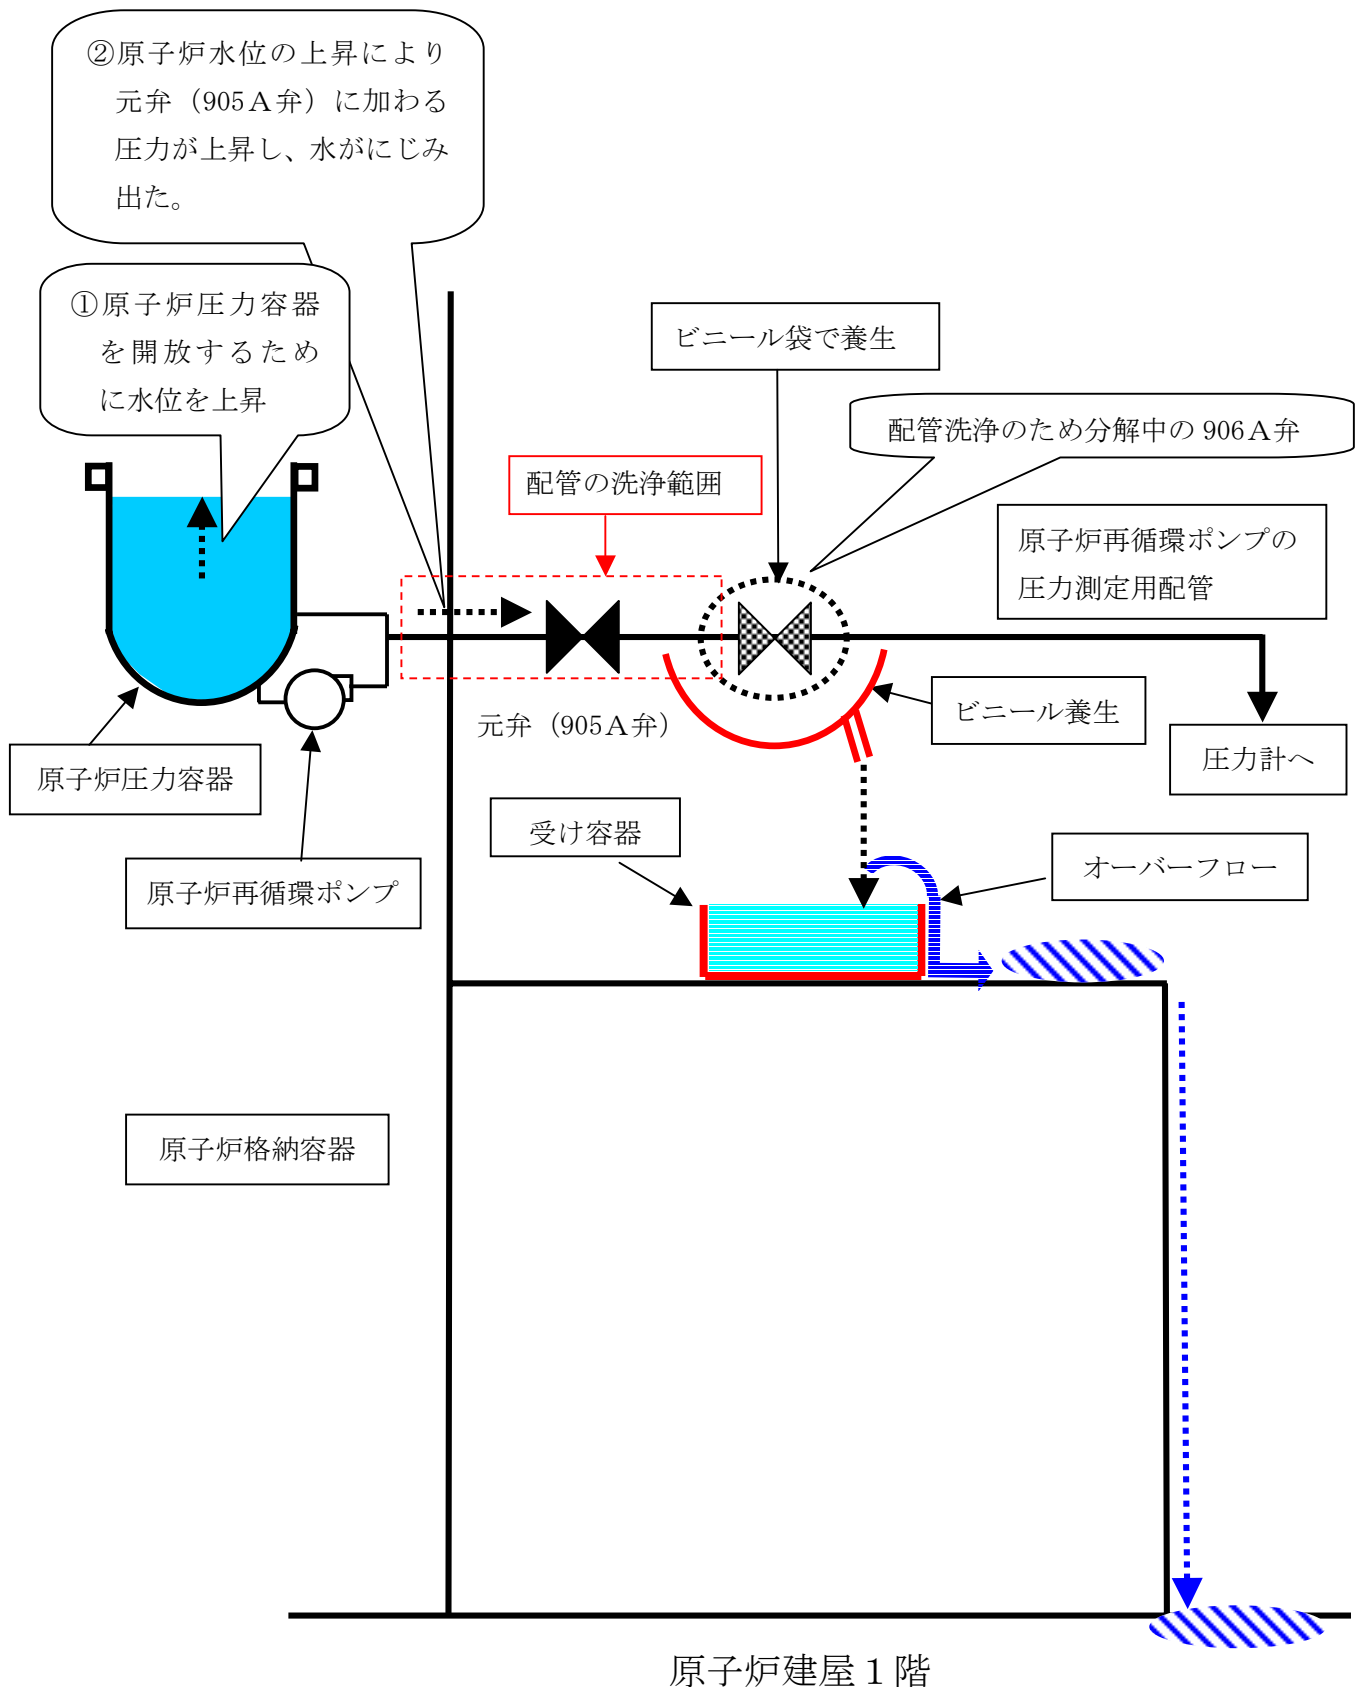 ②原子炉水位の上昇により
元弁（905Ａ弁）に加わる
圧力が上昇し、水がにじみ
出た。
①原子炉圧力容器
を開放するため
に水位を上昇
ビニール袋で養生
配管洗浄のため分解中の 906Ａ弁
配管の洗浄範囲
原子炉再循環ポンプの
圧力測定用配管
元弁（905Ａ弁）
ビニール養生
圧力計へ
原子炉圧力容器
受け容器
オーバーフロー
原子炉再循環ポンプ
原子炉格納容器
原子炉建屋１階